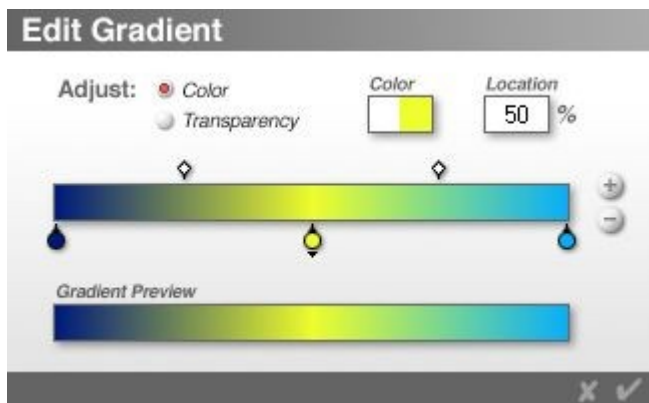 Edit Gradient
Adjust: Color Color Location
Transparency 50 %
Gradient Preview